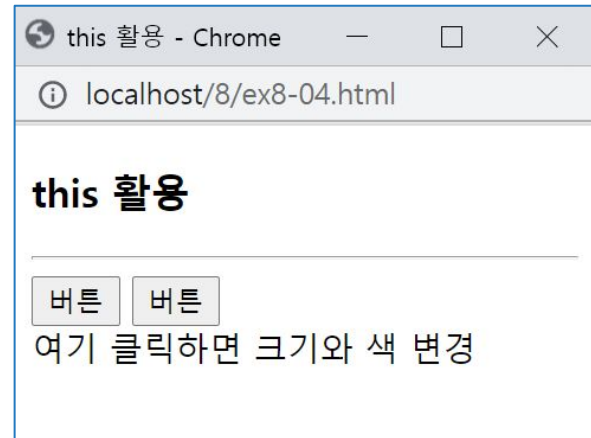 this 활용 - Chrome
localhost/8/ex8-04.html
this 활용
버튼 버튼
여기 클릭하면 크기와 색 변경